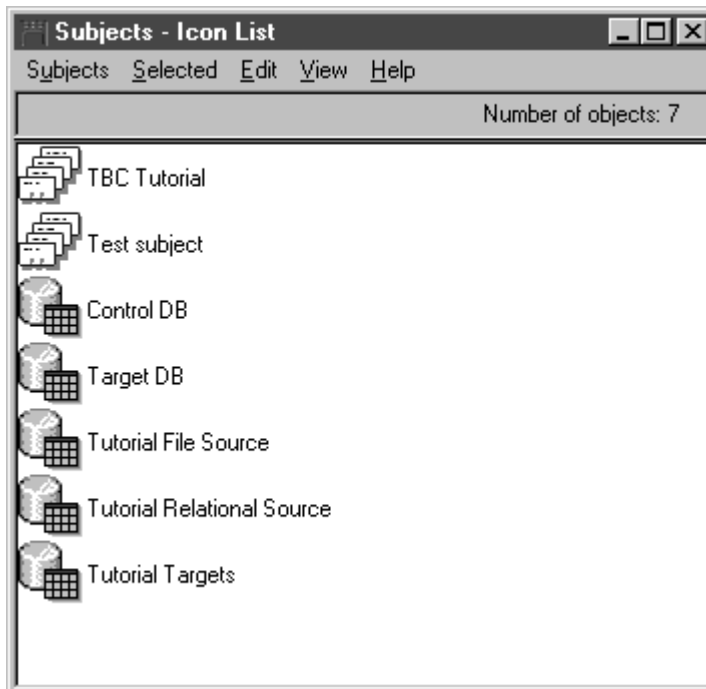 Subjects - Icon List
Subjects Selected Edit View Help
Number of objects: 7
TBC Tutorial
Test subject
Control DB
Target DB
Tutorial File Source
Tutorial Relational Source
Tutorial Targets